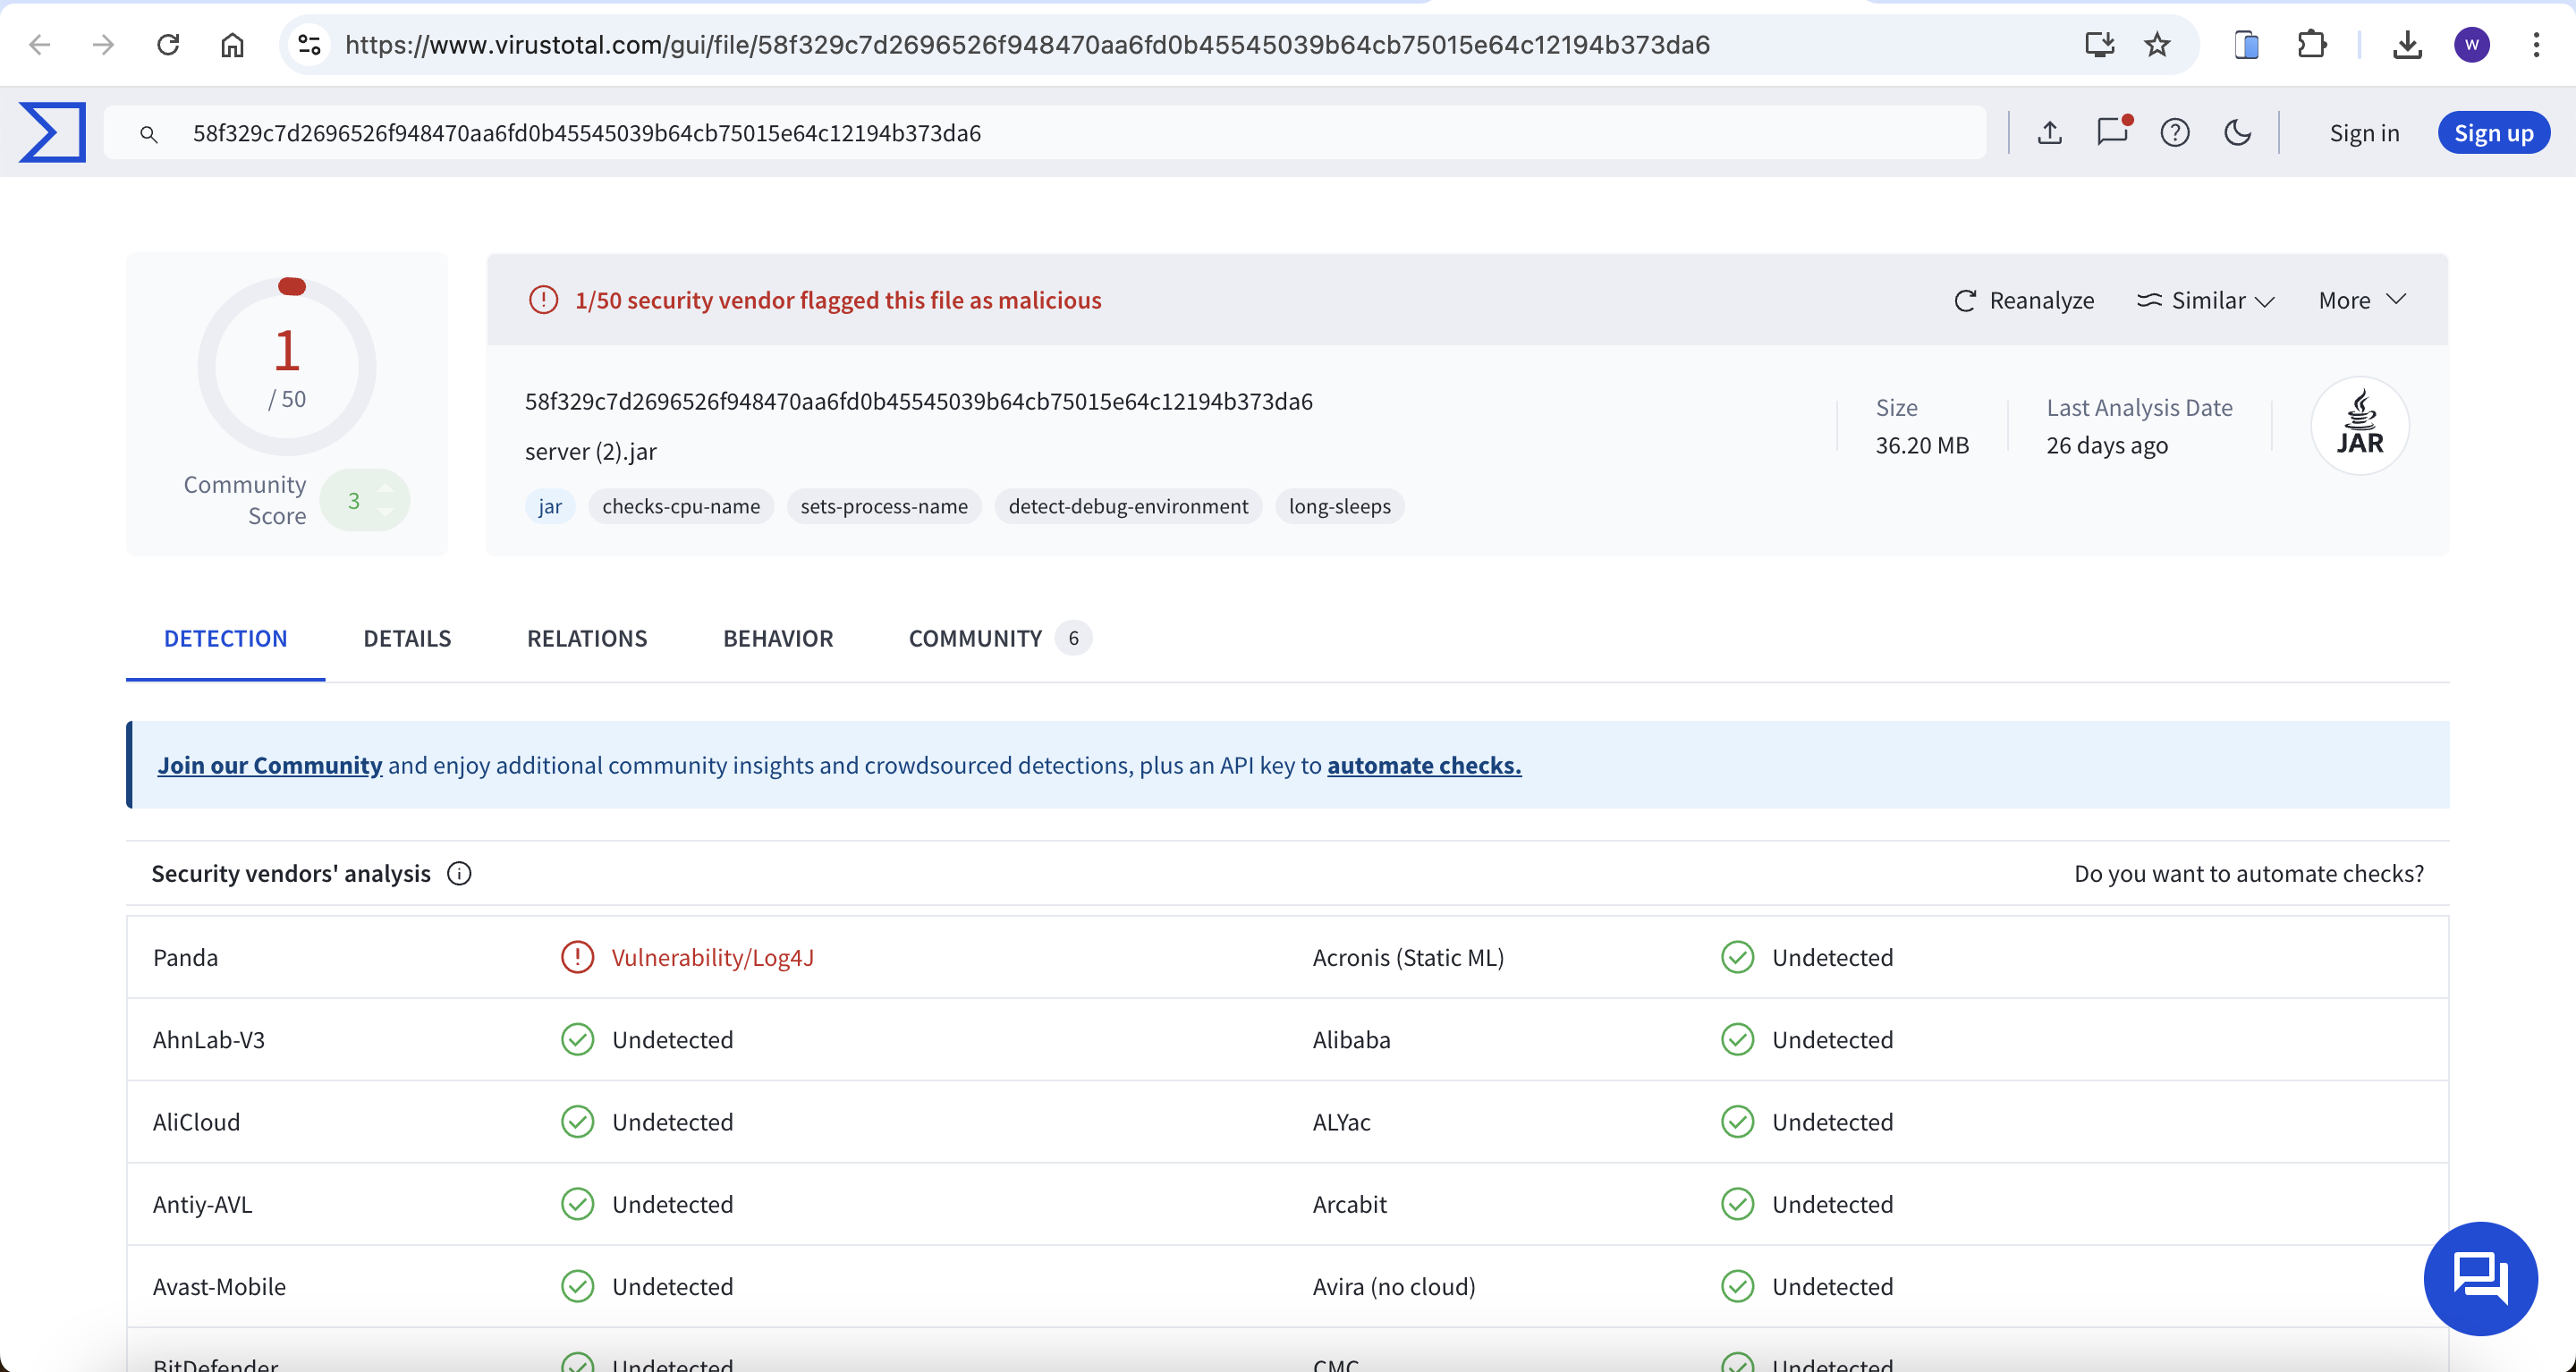 https://www.virustotal.com/gui/file/58f329c7d2696526f948470aa6fd0b45545039b64cb75015e64c12194b373da6
W
58f329c7d2696526f948470aa6fd0b45545039b64cb75015e64c12194b373da6
Sign in
Sign up
1
/ 50
Community
Score
3
1/50 security vendor flagged this file as malicious
Reanalyze
Similar
More
58f329c7d2696526f948470aa6fd0b45545039b64cb75015e64c12194b373da6
server (2).jar
jar
checks-cpu-name
sets-process-name
detect-debug-environment
long-sleeps
Size
36.20 MB
Last Analysis Date
26 days ago
JAR
DETECTION
DETAILS
RELATIONS
BEHAVIOR
COMMUNITY 6
Join our Community and enjoy additional community insights and crowdsourced detections, plus an API key to automate checks.
Security vendors' analysis
Do you want to automate checks?
Panda Vulnerability/Log4J Acronis (Static ML) Undetected
AhnLab-V3 Undetected Alibaba Undetected
AliCloud Undetected ALYac Undetected
Antiy-AVL Undetected Arcabit Undetected
Avast-Mobile Undetected Avira (no cloud) Undetected
BitDefender Undetected CMC Undetected